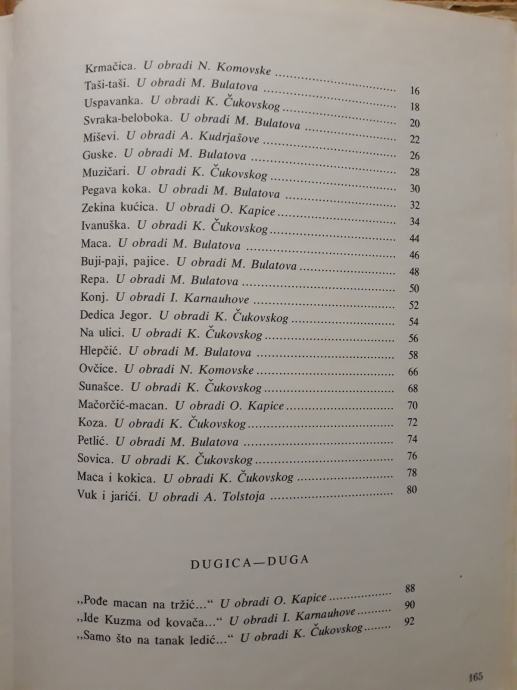 Krmačica. U obradi N. Komovske ........ 16
Taši-taši. U obradi M. Bulatova ........ 18
Uspavanka. U obradi K. Čukovskog ........ 20
Svraka-beloboka. U obradi M. Bulatova ........ 22
Miševi. U obradi A. Kudrjašove ........ 26
Guske. U obradi M. Bulatova ........ 28
Muzičari. U obradi K. Čukovskog ........ 30
Pegava koka. U obradi M. Bulatova ........ 32
Zekina kućica. U obradi O. Kapice ........ 34
Ivanuška. U obradi K. Čukovskog ........ 44
Maca. U obradi M. Bulatova ........ 46
Buji-paji, pajice. U obradi M. Bulatova ........ 48
Repa. U obradi M. Bulatova ........ 50
Konj. U obradi I. Karnauhove ........ 52
Dedica Jegor. U obradi K. Čukovskog ........ 54
Na ulici. U obradi K. Čukovskog ........ 56
Hlepčić. U obradi M. Bulatova ........ 58
Ovčice. U obradi N. Komovske ........ 66
Sunašce. U obradi K. Čukovskog ........ 68
Mačorčić-macan. U obradi O. Kapice ........ 70
Koza. U obradi K. Čukovskog ........ 72
Petlić. U obradi M. Bulatova ........ 74
Sovica. U obradi K. Čukovskog ........ 76
Maca i kokica. U obradi K. Čukovskog ........ 78
Vuk i jarići. U obradi A. Tolstoja ........ 80
DUGICA—DUGA
„Pođe macan na tržić...“ U obradi O. Kapice ........ 88
„Ide Kuzma od kovača...“ U obradi I. Karnauhove ........ 90
„Samo što na tanak ledić...“ U obradi K. Čukovskog ........ 92
165